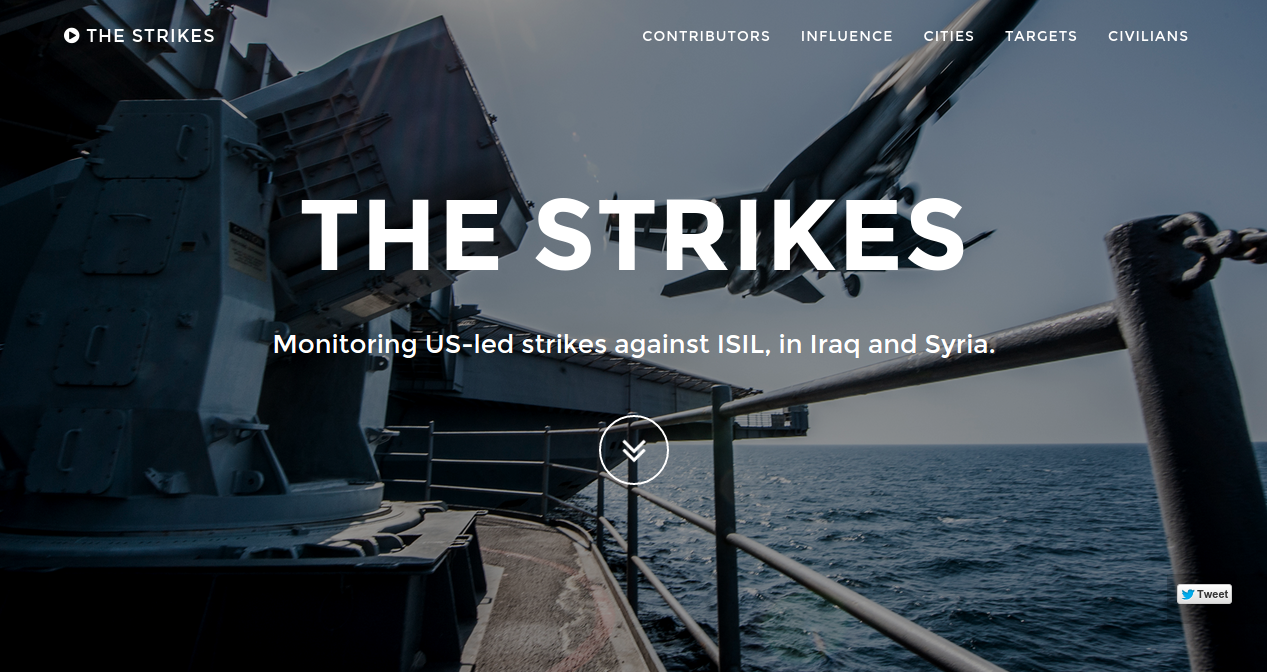 THE STRIKES
CONTRIBUTORS INFLUENCE CITIES TARGETS CIVILIANS
CAUTION
THE STRIKES
Monitoring US-led strikes against ISIL, in Iraq and Syria.
Tweet